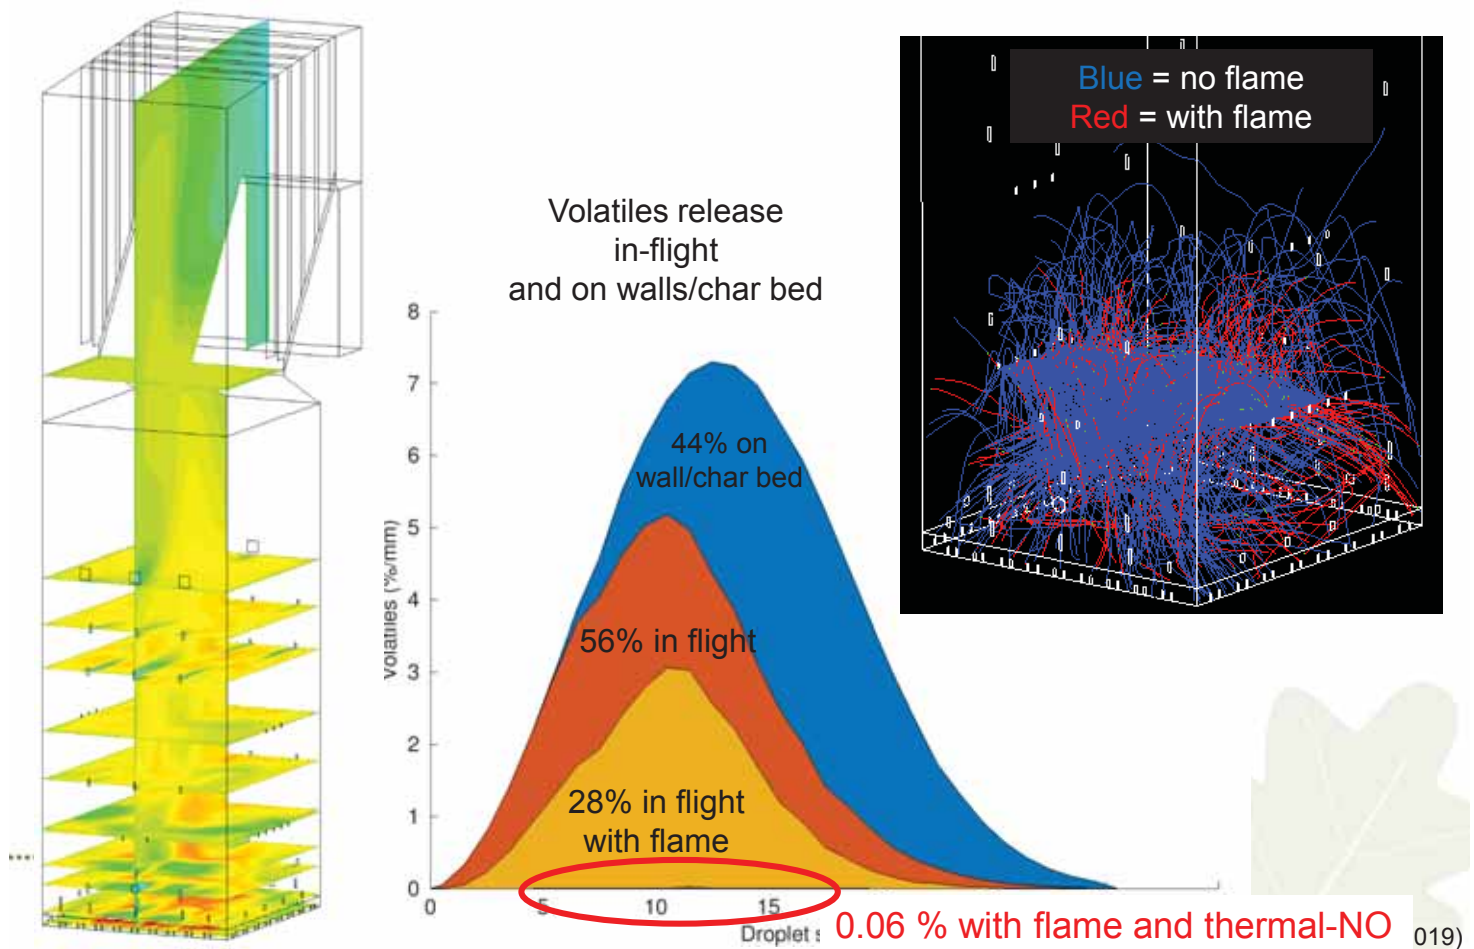 Blue = no flame
Red = with flame
Volatiles release
in-flight
and on walls/char bed
8
7
6
5
4
3
2
1
0
Volatiles (%/mm)
44% on
wall/char bed
56% in flight
28% in flight
with flame
0
5
10
15
Droplet
0.06 % with flame and thermal-NO
019)